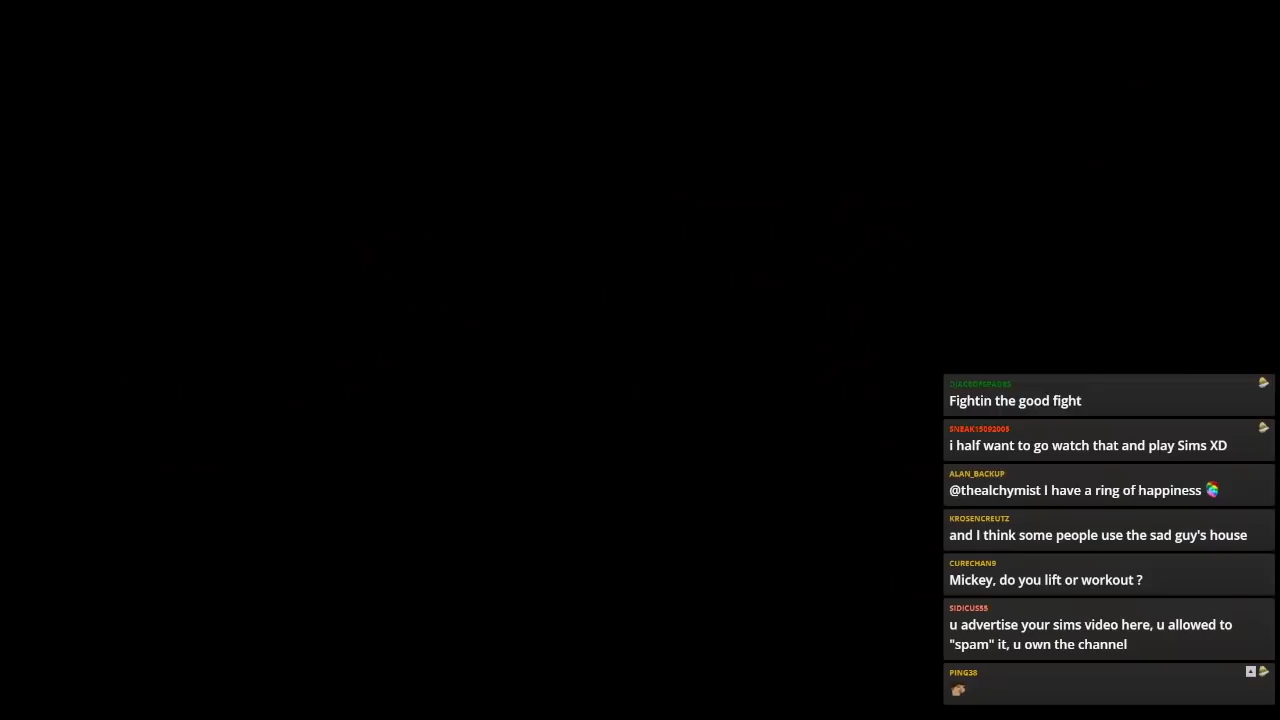 Fightin the good fight
SNEAK15092005
i half want to go watch that and play Sims XD
ALAN_BACKUP
@thealchymist I have a ring of happiness
KROSENCREUTZ
and I think some people use the sad guy's house
CURECHAN9
Mickey, do you lift or workout ?
SIDICUS55
u advertise your sims video here, u allowed to
"spam" it, u own the channel
PING38